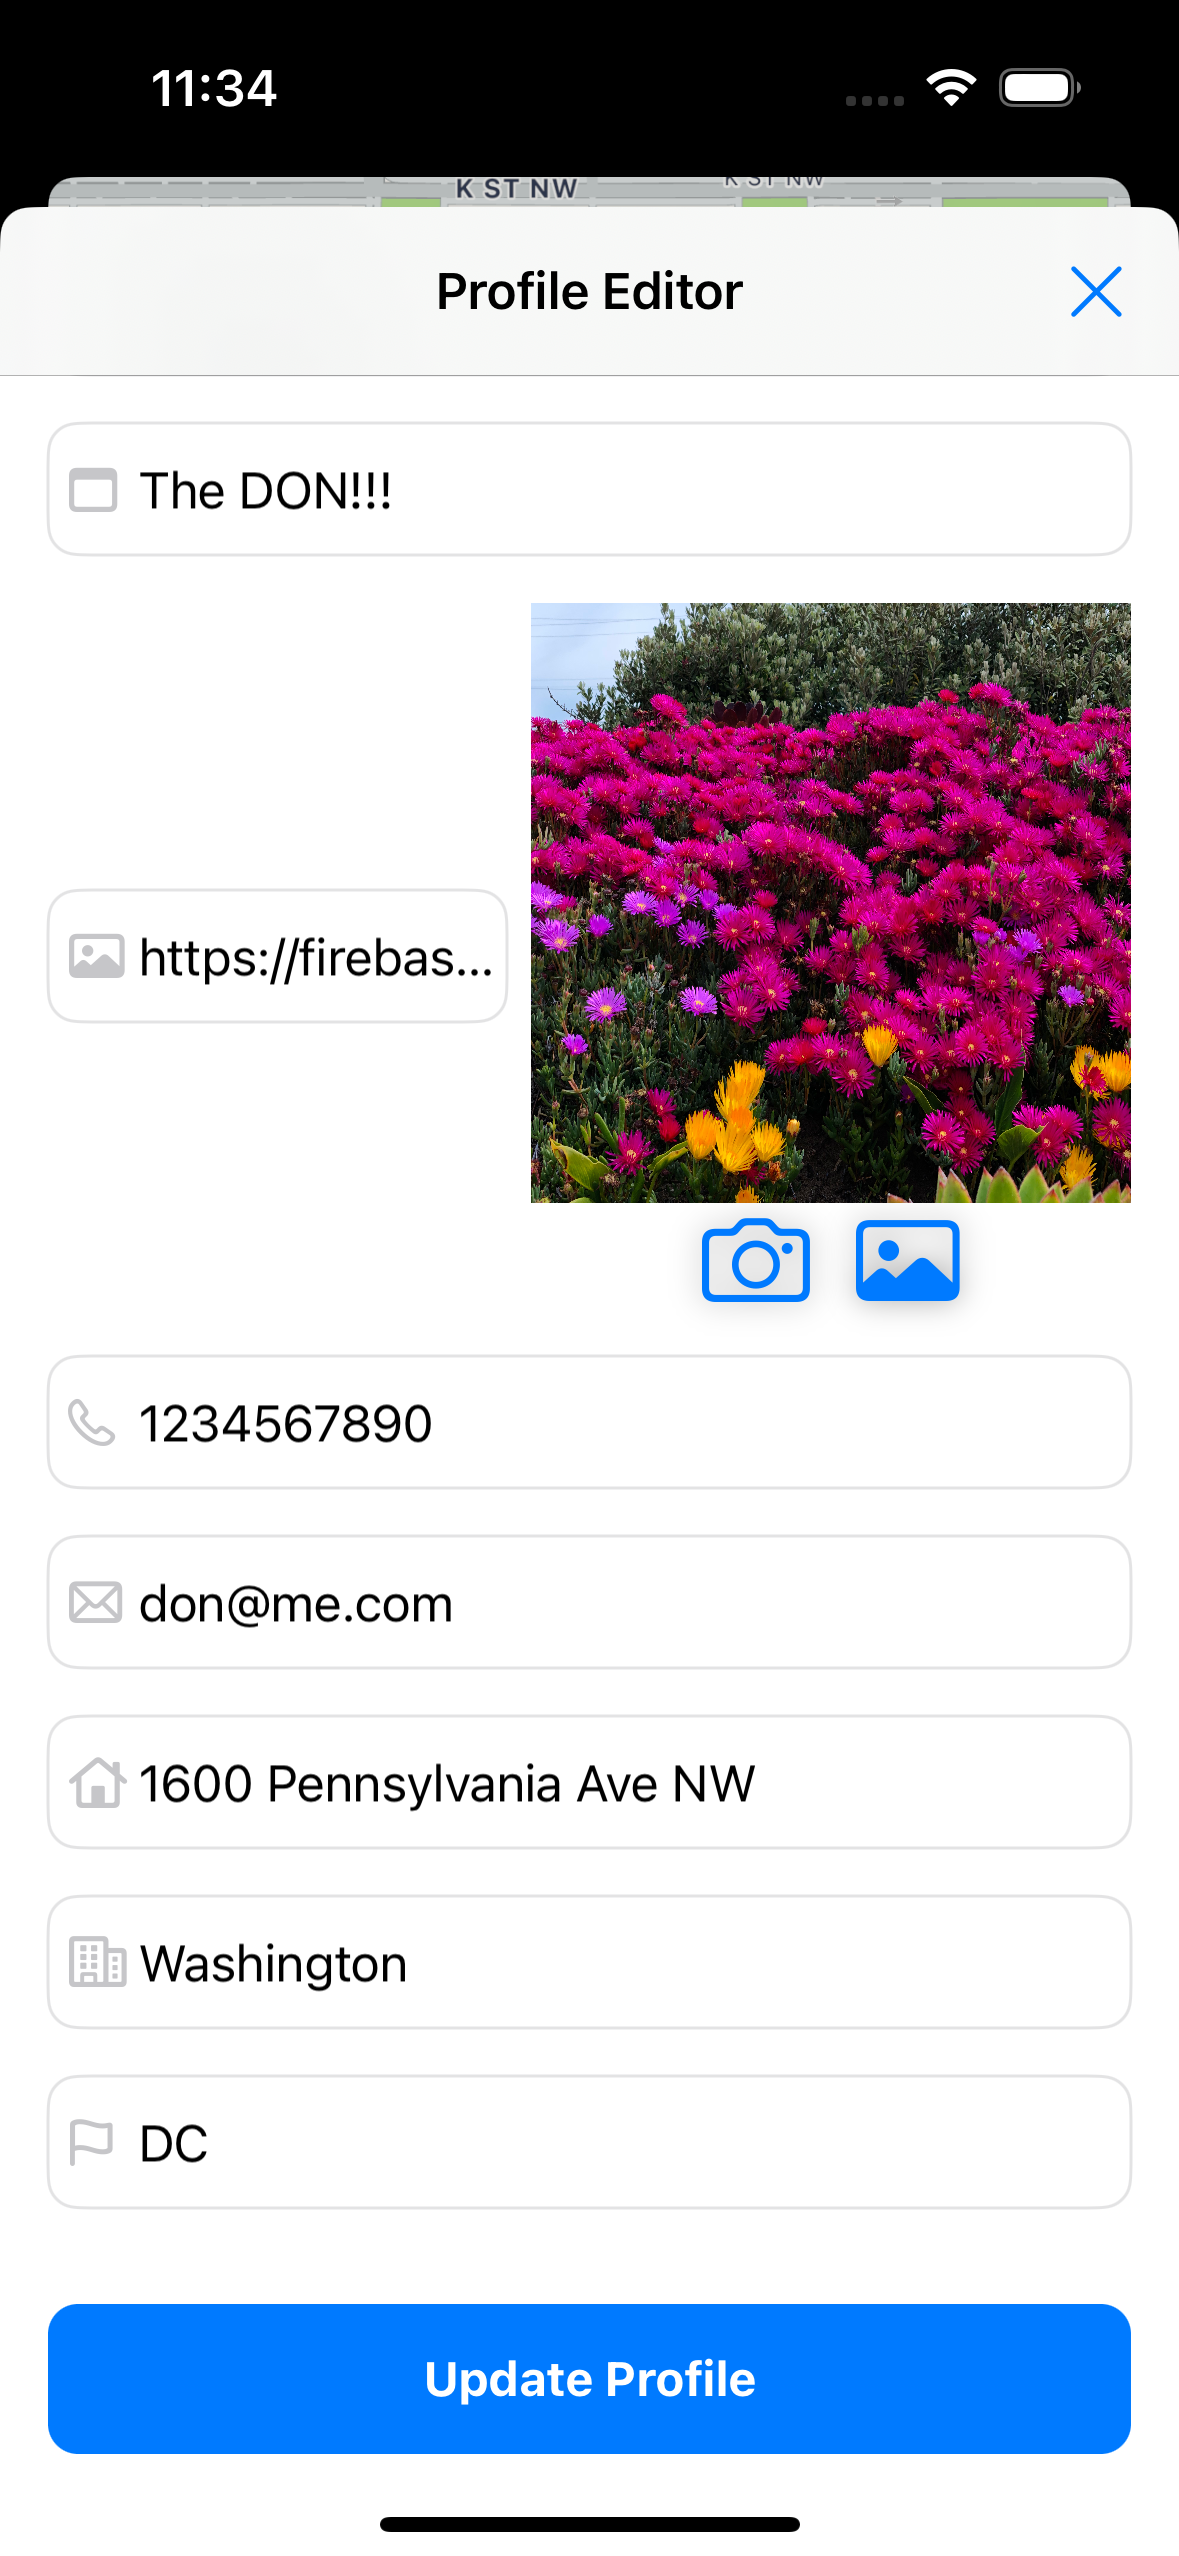 11:34
K ST NW
K ST NW
Profile Editor
The DON!!!
https://firebas...
1234567890
don@me.com
1600 Pennsylvania Ave NW
Washington
DC
Update Profile